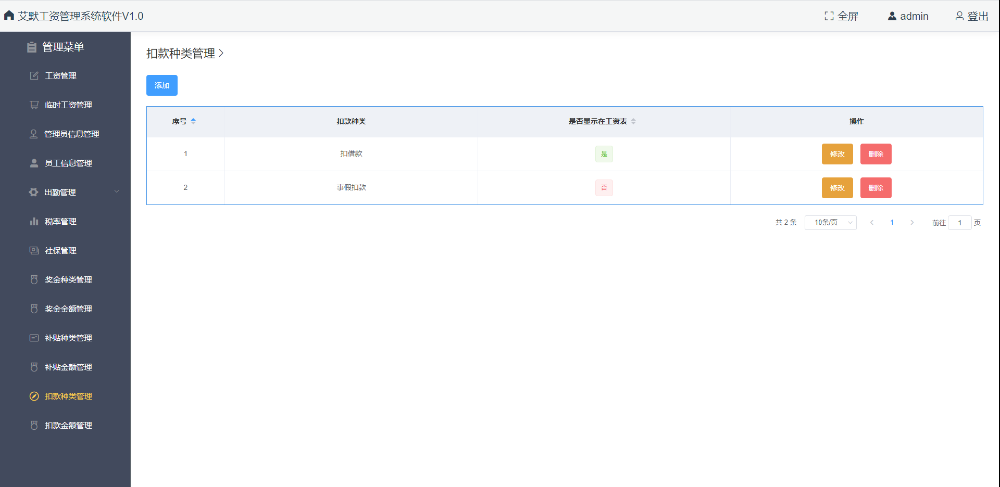 艾默工资管理系统软件V1.0
全屏
admin
登出
管理菜单
工资管理
临时工资管理
管理员信息管理
员工信息管理
出勤管理
税率管理
社保管理
奖金种类管理
奖金金额管理
补贴种类管理
补贴金额管理
扣款种类管理
扣款金额管理
扣款种类管理
添加
序号 扣款种类 是否显示在工资表 操作
1 扣借款 是 修改 删除
2 事假扣款 否 修改 删除
共 2 条 10条/页 1 前往 1 页